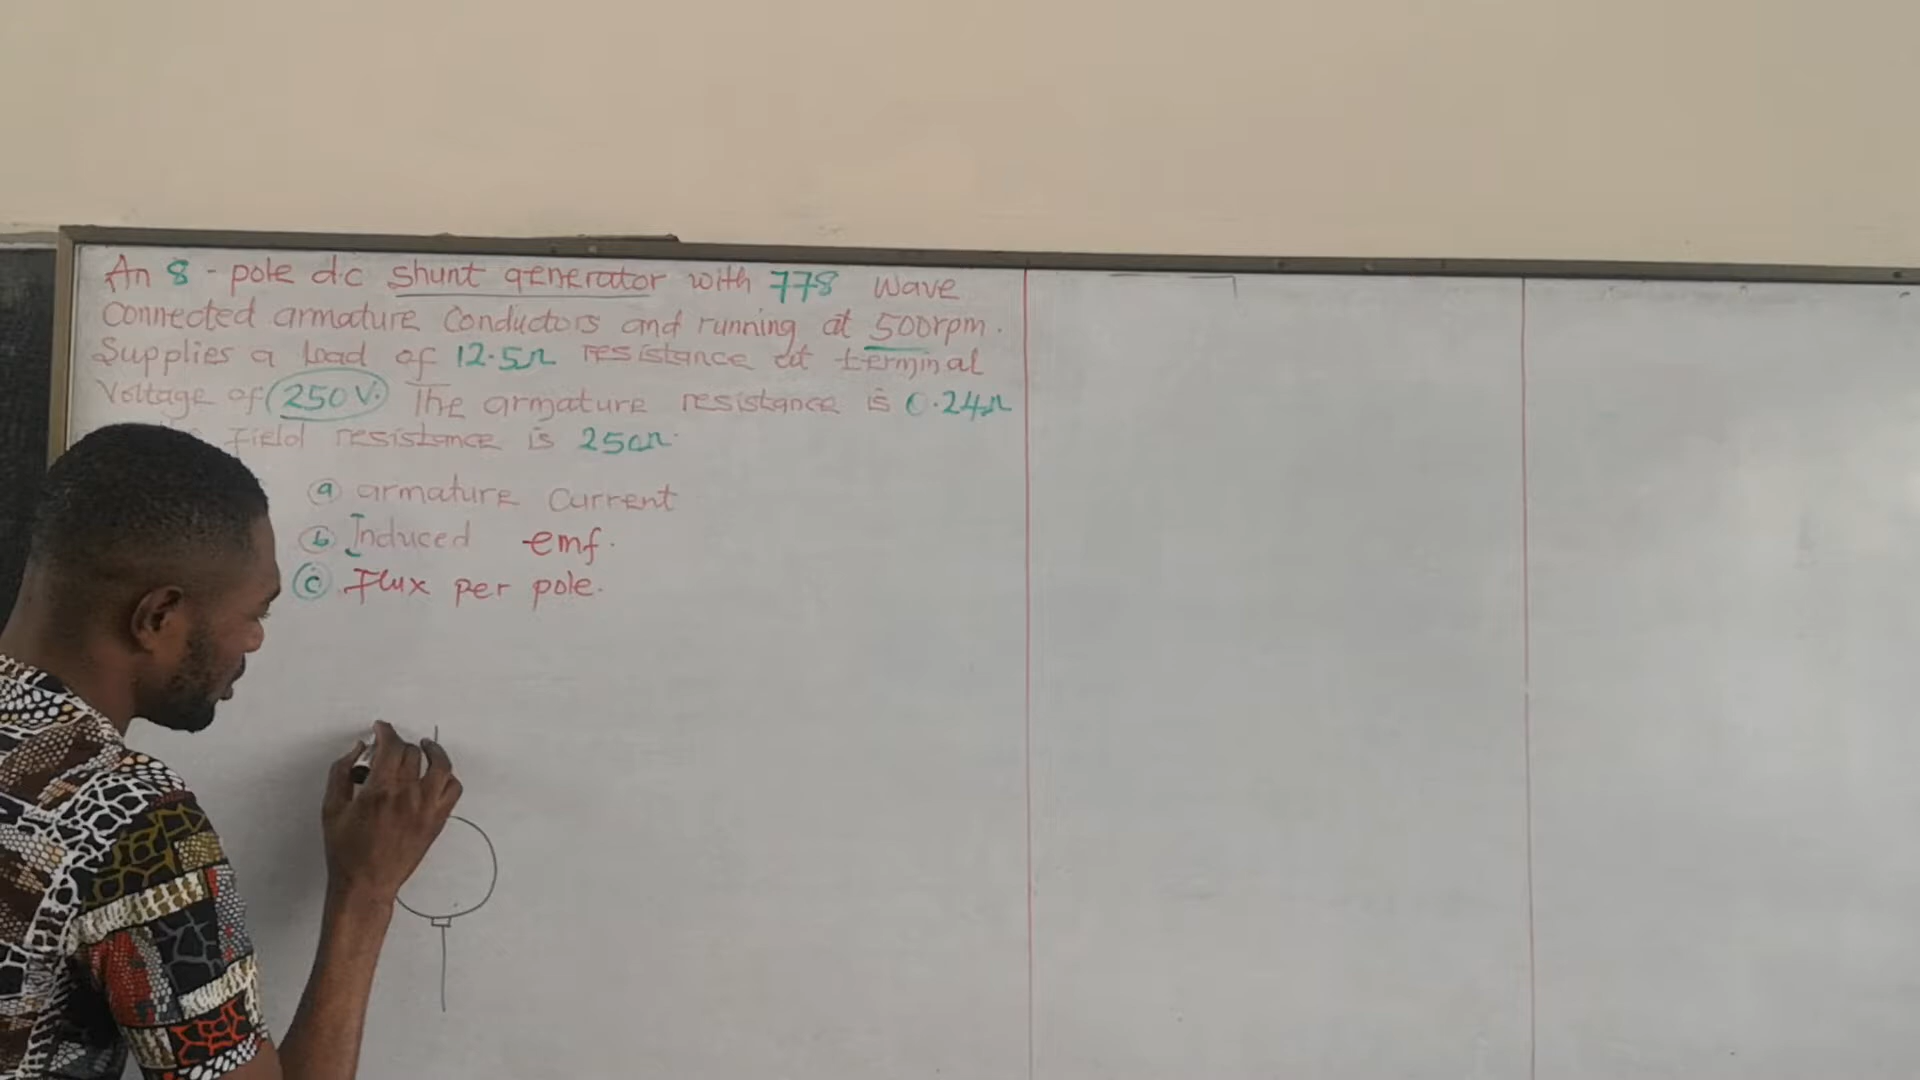 An 8 - pole d.c shunt generator with 778 wave
Connected armature Conductors and running at 500rpm.
Supplies a load of 12.5Ω resistance at terminal
Voltage of 250V. The armature resistance is 0.24Ω
field resistance is 250Ω.
(a) armature Current
(b) Induced emf.
(c) Flux per pole.